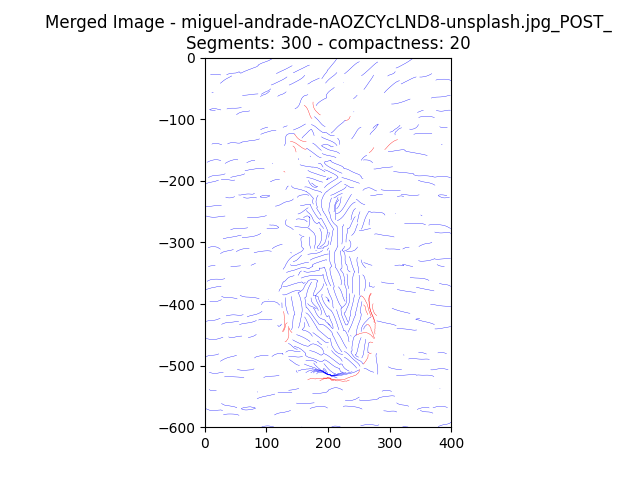 Merged Image - miguel-andrade-nAOZCYcLND8-unsplash.jpg_POST_
Segments: 300 - compactness: 20
0
−100
−200
−300
−400
−500
−600
0 100 200 300 400